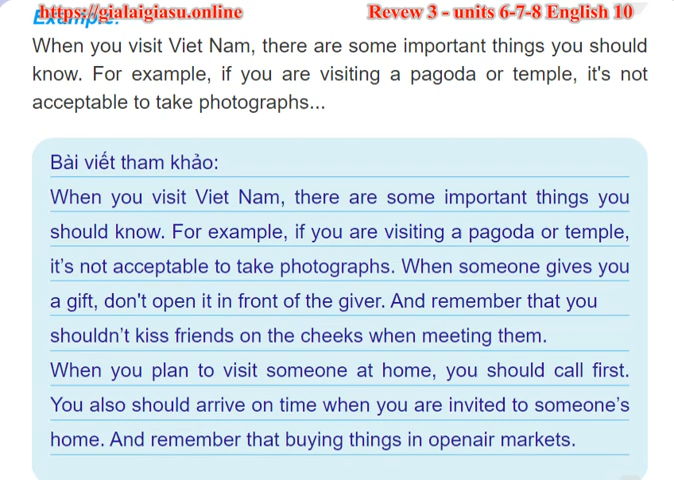 https://gialaigiasu.online
Revew 3 - units 6-7-8 English 10
Example:
When you visit Viet Nam, there are some important things you should
know. For example, if you are visiting a pagoda or temple, it's not
acceptable to take photographs...
Bài viết tham khảo:
When you visit Viet Nam, there are some important things you
should know. For example, if you are visiting a pagoda or temple,
it's not acceptable to take photographs. When someone gives you
a gift, don't open it in front of the giver. And remember that you
shouldn't kiss friends on the cheeks when meeting them.
When you plan to visit someone at home, you should call first.
You also should arrive on time when you are invited to someone's
home. And remember that buying things in openair markets.